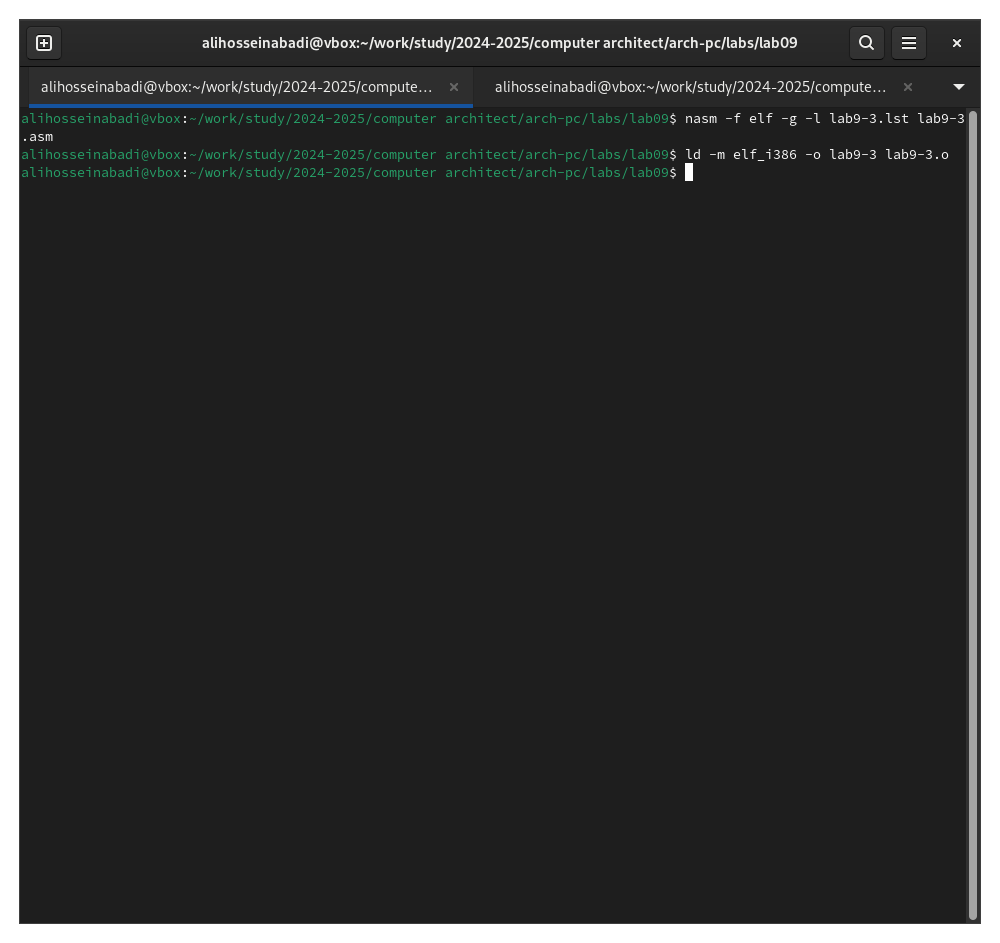 alihosseinabadi@vbox:~/work/study/2024-2025/computer architect/arch-pc/labs/lab09
alihosseinabadi@vbox:~/work/study/2024-2025/compute…
alihosseinabadi@vbox:~/work/study/2024-2025/compute…
alihosseinabadi@vbox:~/work/study/2024-2025/computer architect/arch-pc/labs/lab09$ nasm -f elf -g -l lab9-3.lst lab9-3
.asm
alihosseinabadi@vbox:~/work/study/2024-2025/computer architect/arch-pc/labs/lab09$ ld -m elf_i386 -o lab9-3 lab9-3.o
alihosseinabadi@vbox:~/work/study/2024-2025/computer architect/arch-pc/labs/lab09$